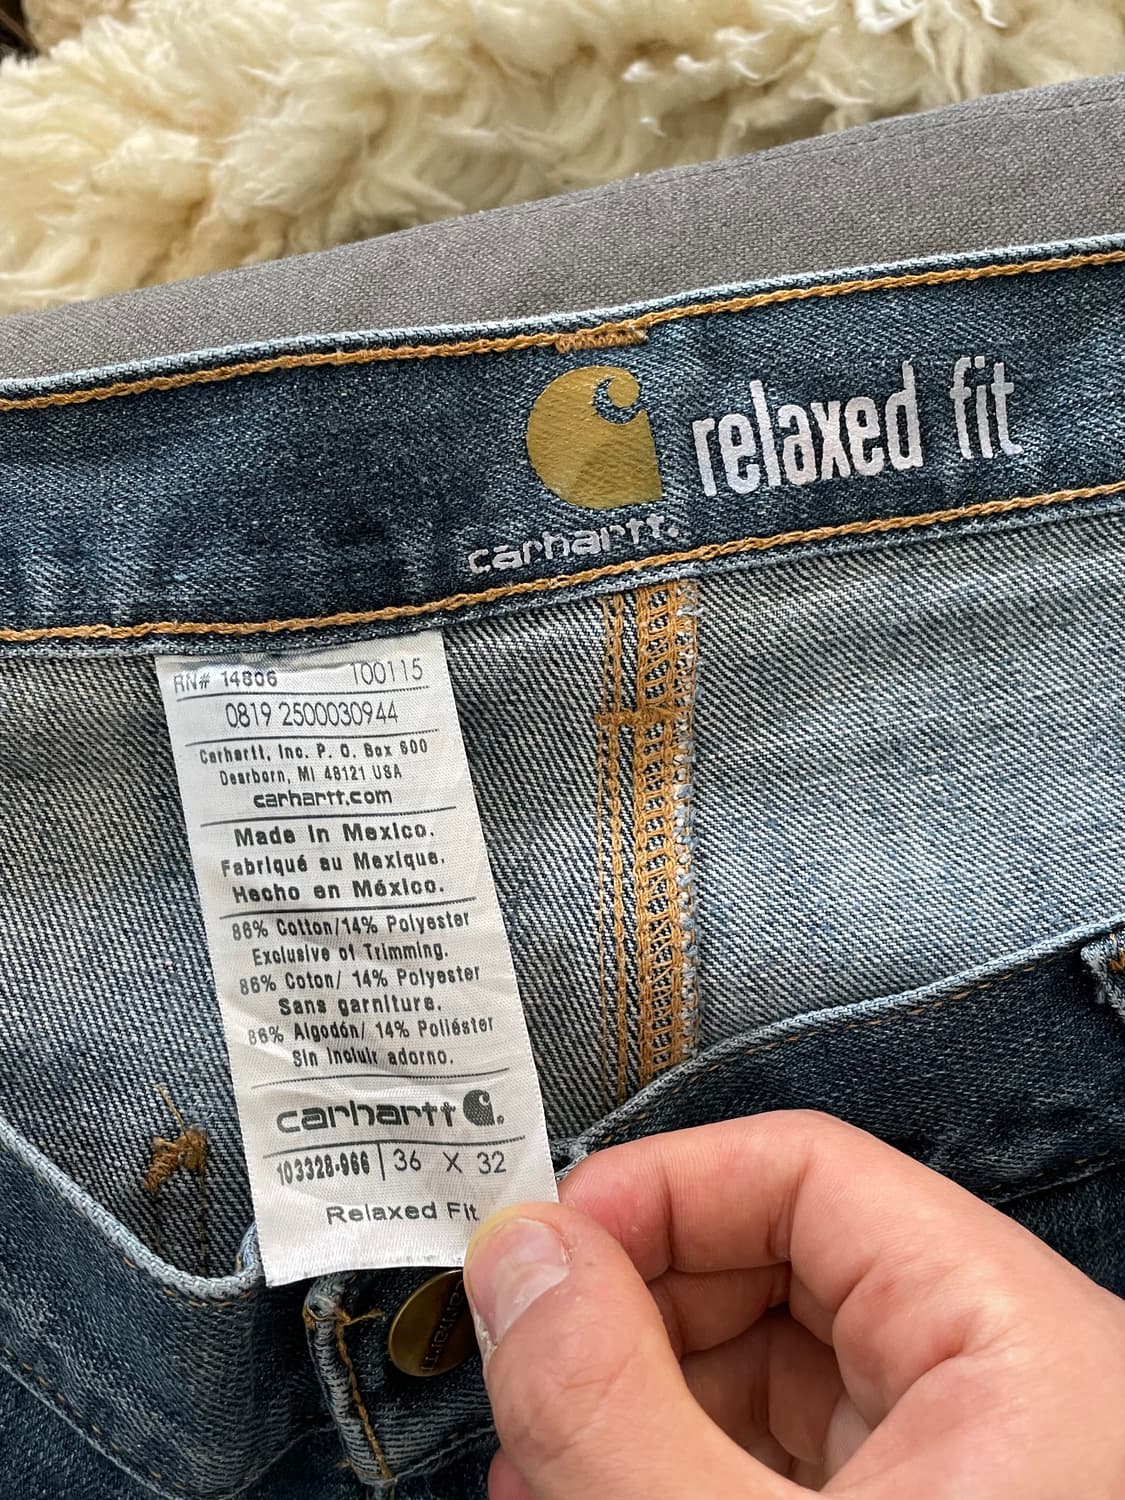 relaxed fit
carhartt.
RN# 14806 100115
0819 2500030944
Carhartt, Inc. P. O. Box 600
Dearborn, MI 48121 USA
carhartt.com
Made in Mexico.
Fabriqué au Mexique.
Hecho en México.
86% Cotton/14% Polyester
Exclusive of Trimming.
86% Coton/ 14% Polyester
Sans garniture.
86% Algodón/ 14% Poliéster
Sin incluir adorno.
carhartt
103328-966 36 X 32
Relaxed Fit